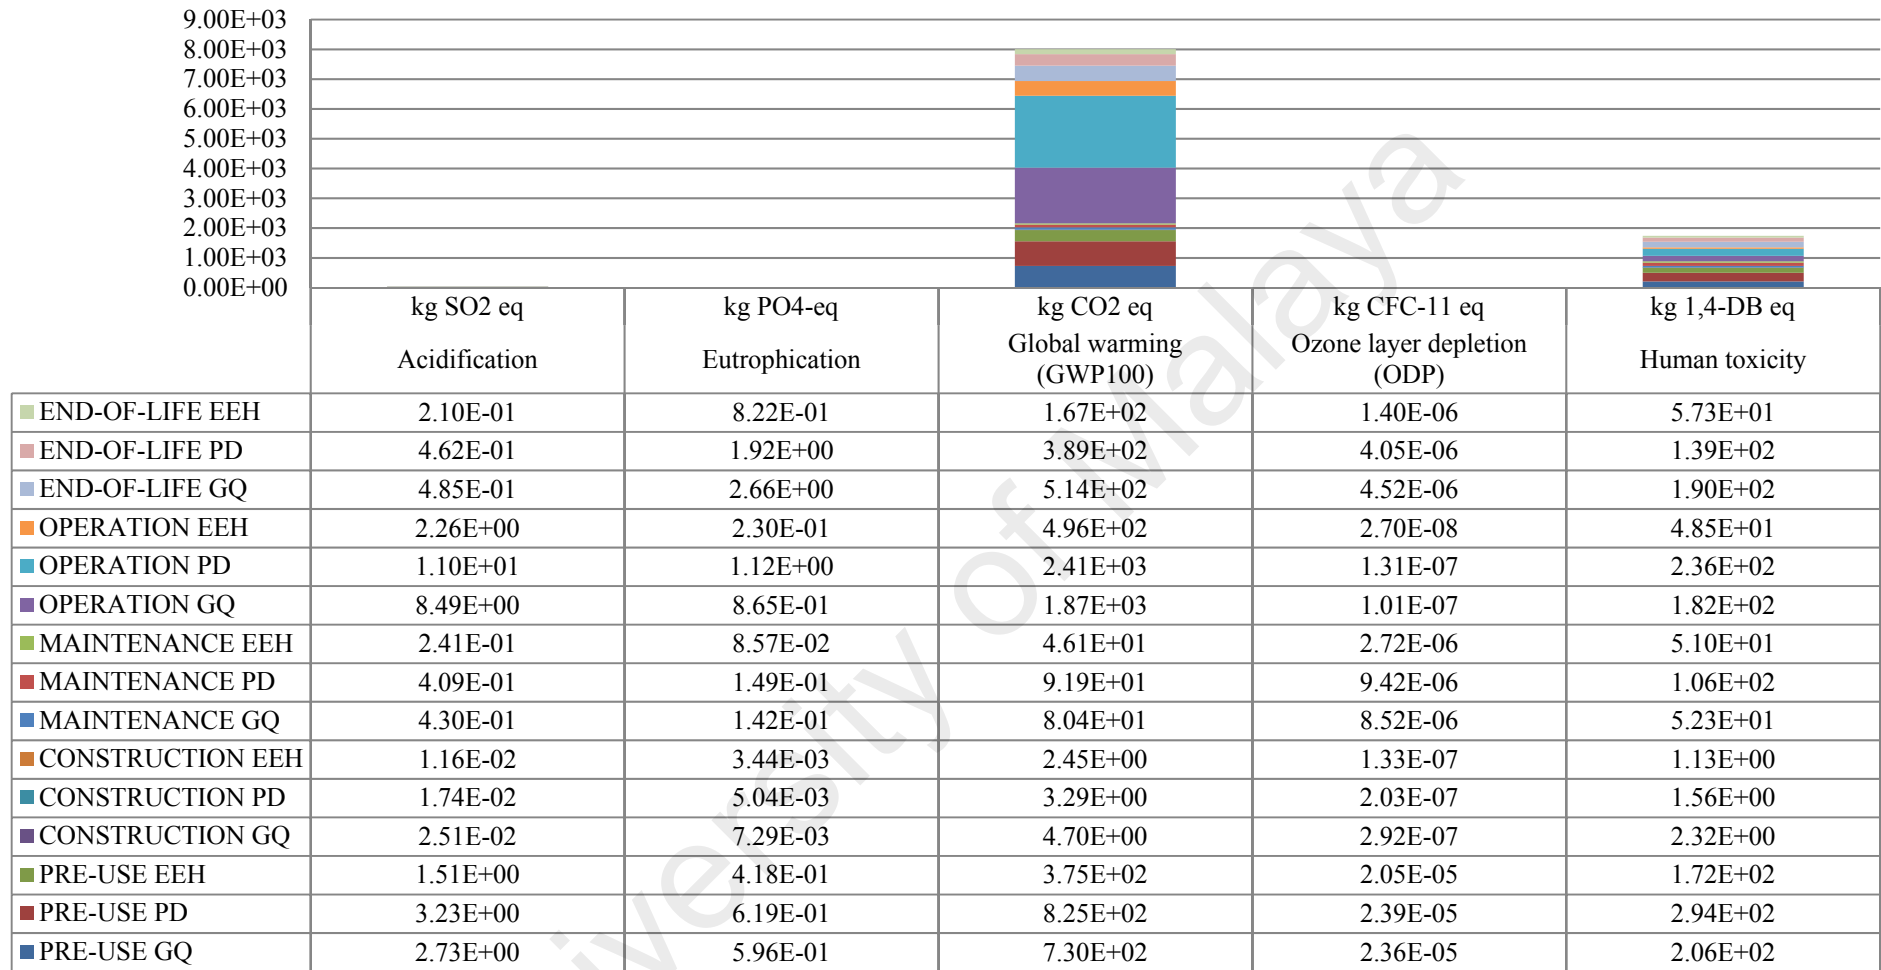 9.00E+03
8.00E+03
7.00E+03
6.00E+03
5.00E+03
4.00E+03
3.00E+03
2.00E+03
1.00E+03
0.00E+00
kg SO2 eq kg PO4-eq kg CO2 eq kg CFC-11 eq kg 1,4-DB eq
Acidification Eutrophication Global warming (GWP100) Ozone layer depletion (ODP) Human toxicity
END-OF-LIFE EEH 2.10E-01 8.22E-01 1.67E+02 1.40E-06 5.73E+01
END-OF-LIFE PD 4.62E-01 1.92E+00 3.89E+02 4.05E-06 1.39E+02
END-OF-LIFE GQ 4.85E-01 2.66E+00 5.14E+02 4.52E-06 1.90E+02
OPERATION EEH 2.26E+00 2.30E-01 4.96E+02 2.70E-08 4.85E+01
OPERATION PD 1.10E+01 1.12E+00 2.41E+03 1.31E-07 2.36E+02
OPERATION GQ 8.49E+00 8.65E-01 1.87E+03 1.01E-07 1.82E+02
MAINTENANCE EEH 2.41E-01 8.57E-02 4.61E+01 2.72E-06 5.10E+01
MAINTENANCE PD 4.09E-01 1.49E-01 9.19E+01 9.42E-06 1.06E+02
MAINTENANCE GQ 4.30E-01 1.42E-01 8.04E+01 8.52E-06 5.23E+01
CONSTRUCTION EEH 1.16E-02 3.44E-03 2.45E+00 1.33E-07 1.13E+00
CONSTRUCTION PD 1.74E-02 5.04E-03 3.29E+00 2.03E-07 1.56E+00
CONSTRUCTION GQ 2.51E-02 7.29E-03 4.70E+00 2.92E-07 2.32E+00
PRE-USE EEH 1.51E+00 4.18E-01 3.75E+02 2.05E-05 1.72E+02
PRE-USE PD 3.23E+00 6.19E-01 8.25E+02 2.39E-05 2.94E+02
PRE-USE GQ 2.73E+00 5.96E-01 7.30E+02 2.36E-05 2.06E+02
iversity of Malaya